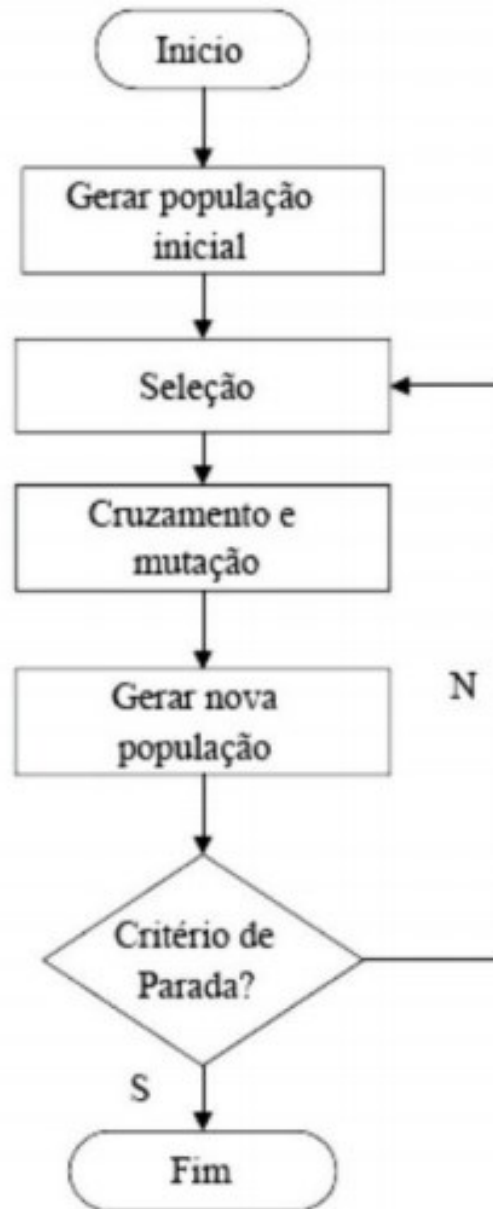 Inicio
Gerar população
inicial
Seleção
Cruzamento e
mutação
Gerar nova
população
N
Critério de
Parada?
S
Fim